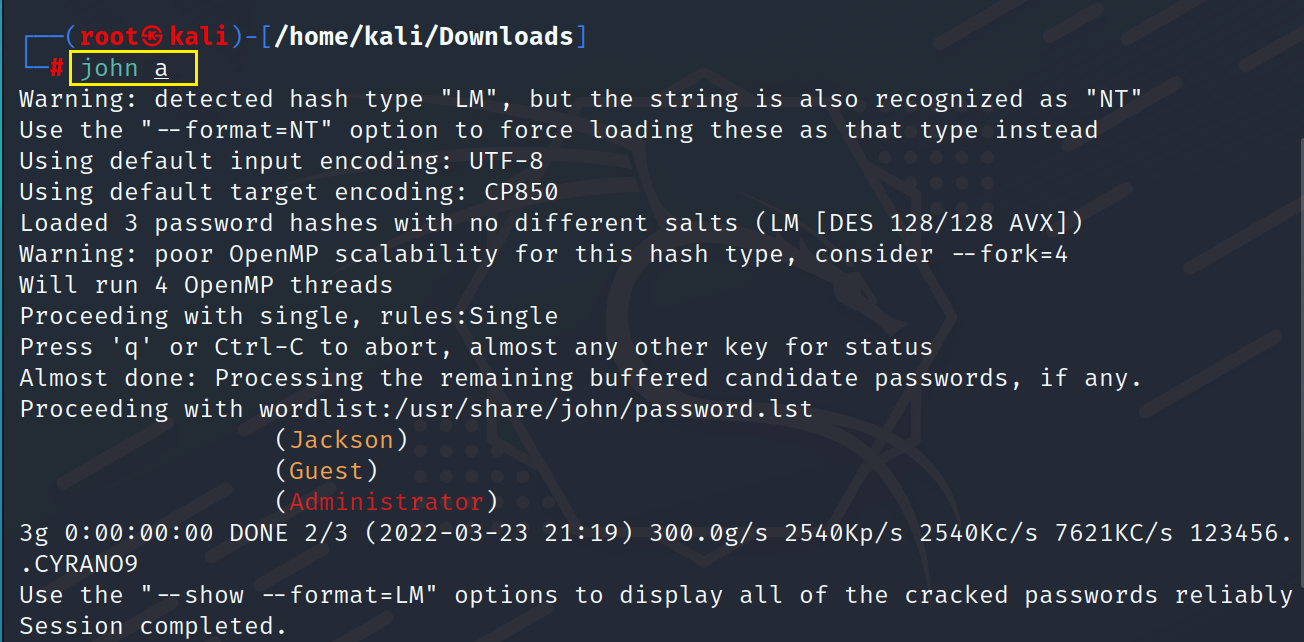 ┌──(root㉿kali)-[/home/kali/Downloads]
└─# john a
Warning: detected hash type "LM", but the string is also recognized as "NT"
Use the "--format=NT" option to force loading these as that type instead
Using default input encoding: UTF-8
Using default target encoding: CP850
Loaded 3 password hashes with no different salts (LM [DES 128/128 AVX])
Warning: poor OpenMP scalability for this hash type, consider --fork=4
Will run 4 OpenMP threads
Proceeding with single, rules:Single
Press 'q' or Ctrl-C to abort, almost any other key for status
Almost done: Processing the remaining buffered candidate passwords, if any.
Proceeding with wordlist:/usr/share/john/password.lst
(Jackson)
(Guest)
(Administrator)
3g 0:00:00:00 DONE 2/3 (2022-03-23 21:19) 300.0g/s 2540Kp/s 2540Kc/s 7621KC/s 123456.
.CYRANO9
Use the "--show --format=LM" options to display all of the cracked passwords reliably
Session completed.